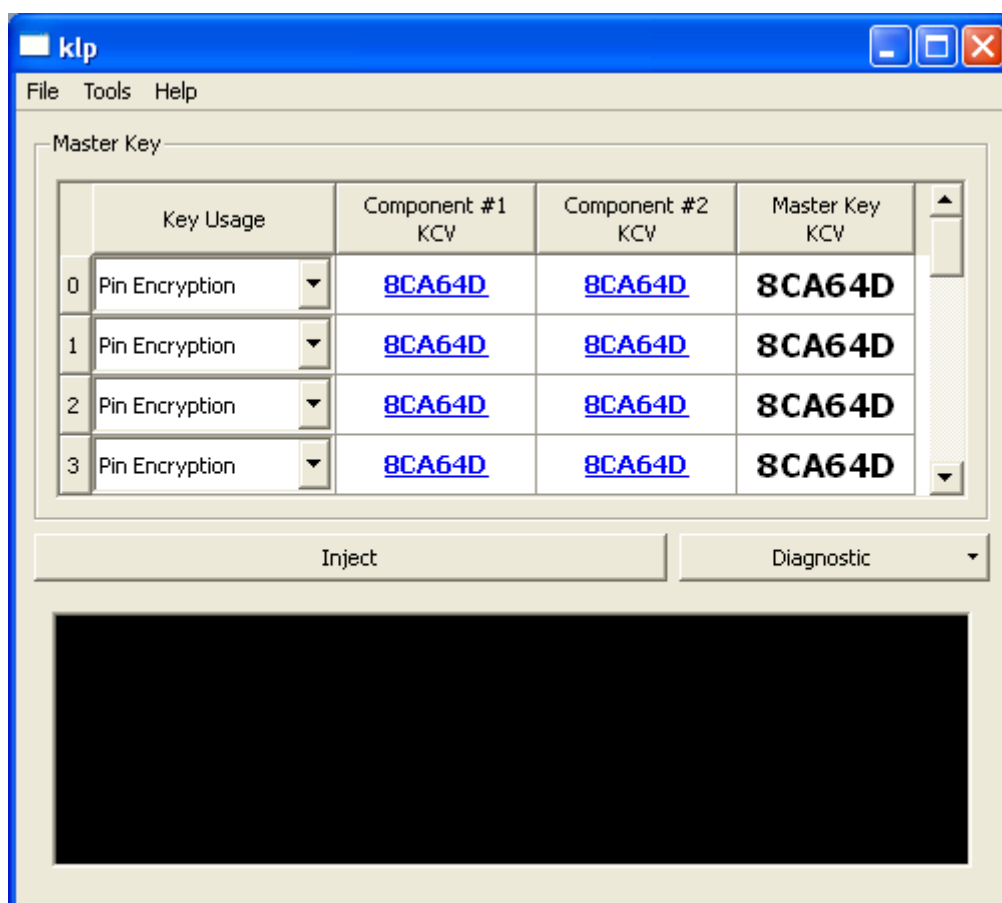 klp
File Tools Help
Master Key
Key Usage Component #1 KCV Component #2 KCV Master Key KCV
0 Pin Encryption 8CA64D 8CA64D 8CA64D
1 Pin Encryption 8CA64D 8CA64D 8CA64D
2 Pin Encryption 8CA64D 8CA64D 8CA64D
3 Pin Encryption 8CA64D 8CA64D 8CA64D
Inject Diagnostic